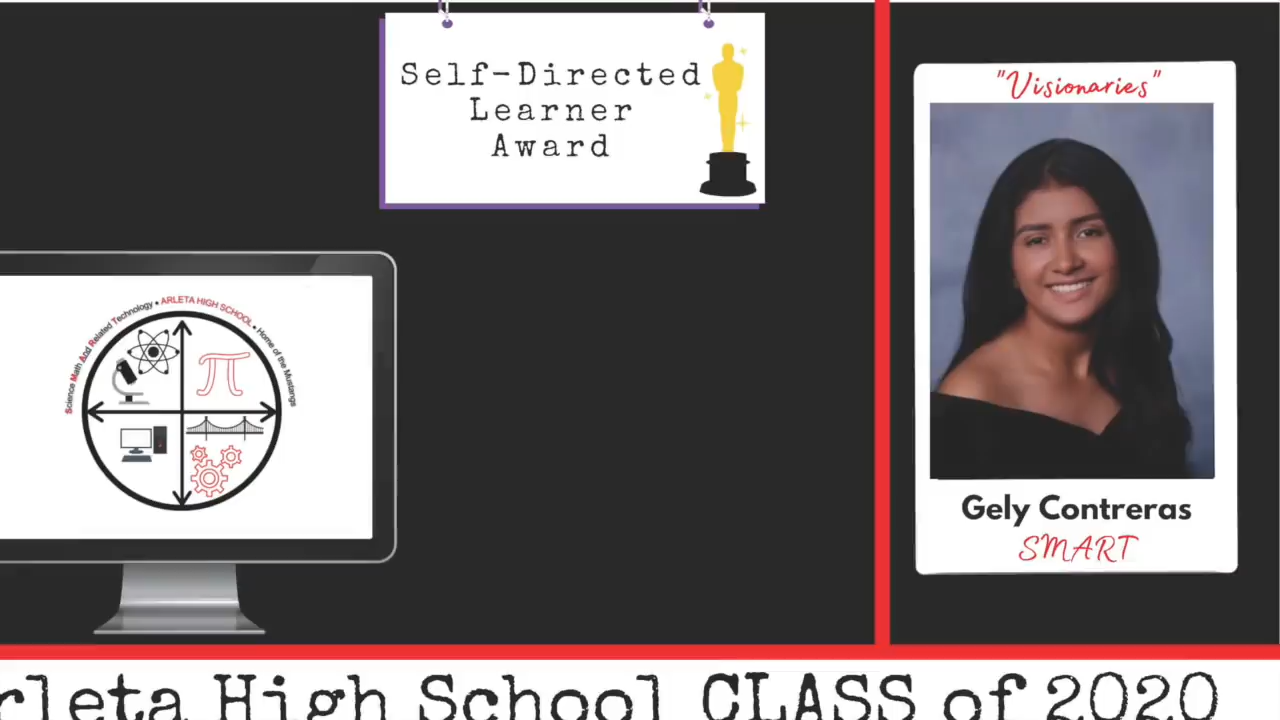 Self-Directed
Learner
Award
"Visionaries"
Science Math And Related Technology • ARLETA HIGH SCHOOL • Home of the Mustangs
Gely Contreras
SMART
rleta High School CLASS of 2020